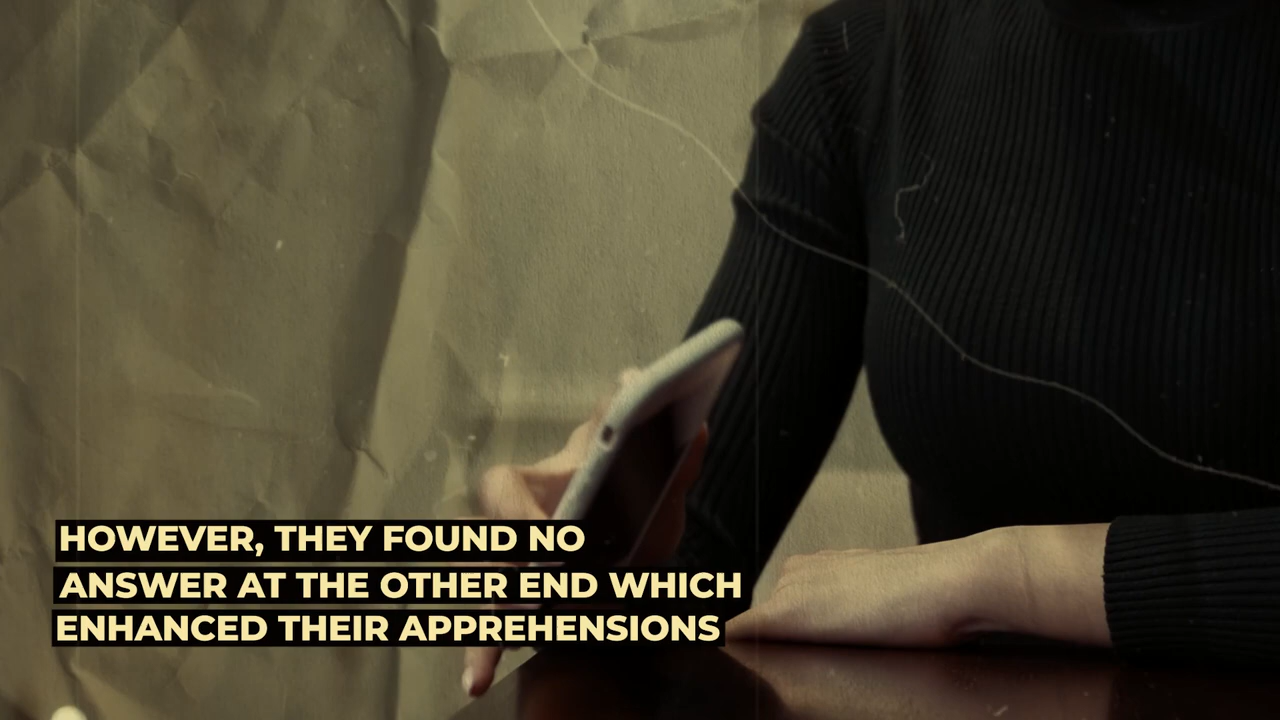 HOWEVER, THEY FOUND NO
ANSWER AT THE OTHER END WHICH
ENHANCED THEIR APPREHENSIONS